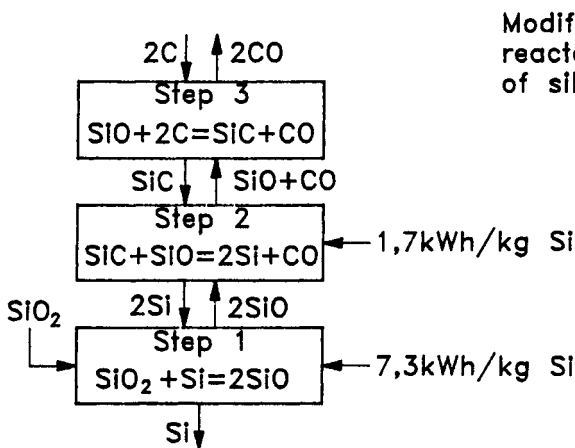 Modif
reacto
of sil
2C 2CO
Step 3
SiO+2C=SiC+CO
SiC SiO+CO
Step 2
SiC+SiO=2Si+CO
1,7kWh/kg Si
2Si 2SiO
SiO₂
Step 1
SiO₂+Si=2SiO
7,3kWh/kg Si
Si